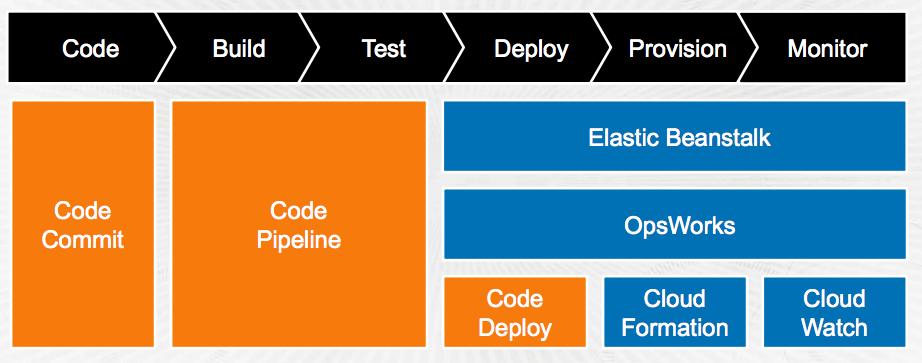 Code Build Test Deploy Provision Monitor
Elastic Beanstalk
Code
Commit
Code
Pipeline
OpsWorks
Code
Deploy
Cloud
Formation
Cloud
Watch